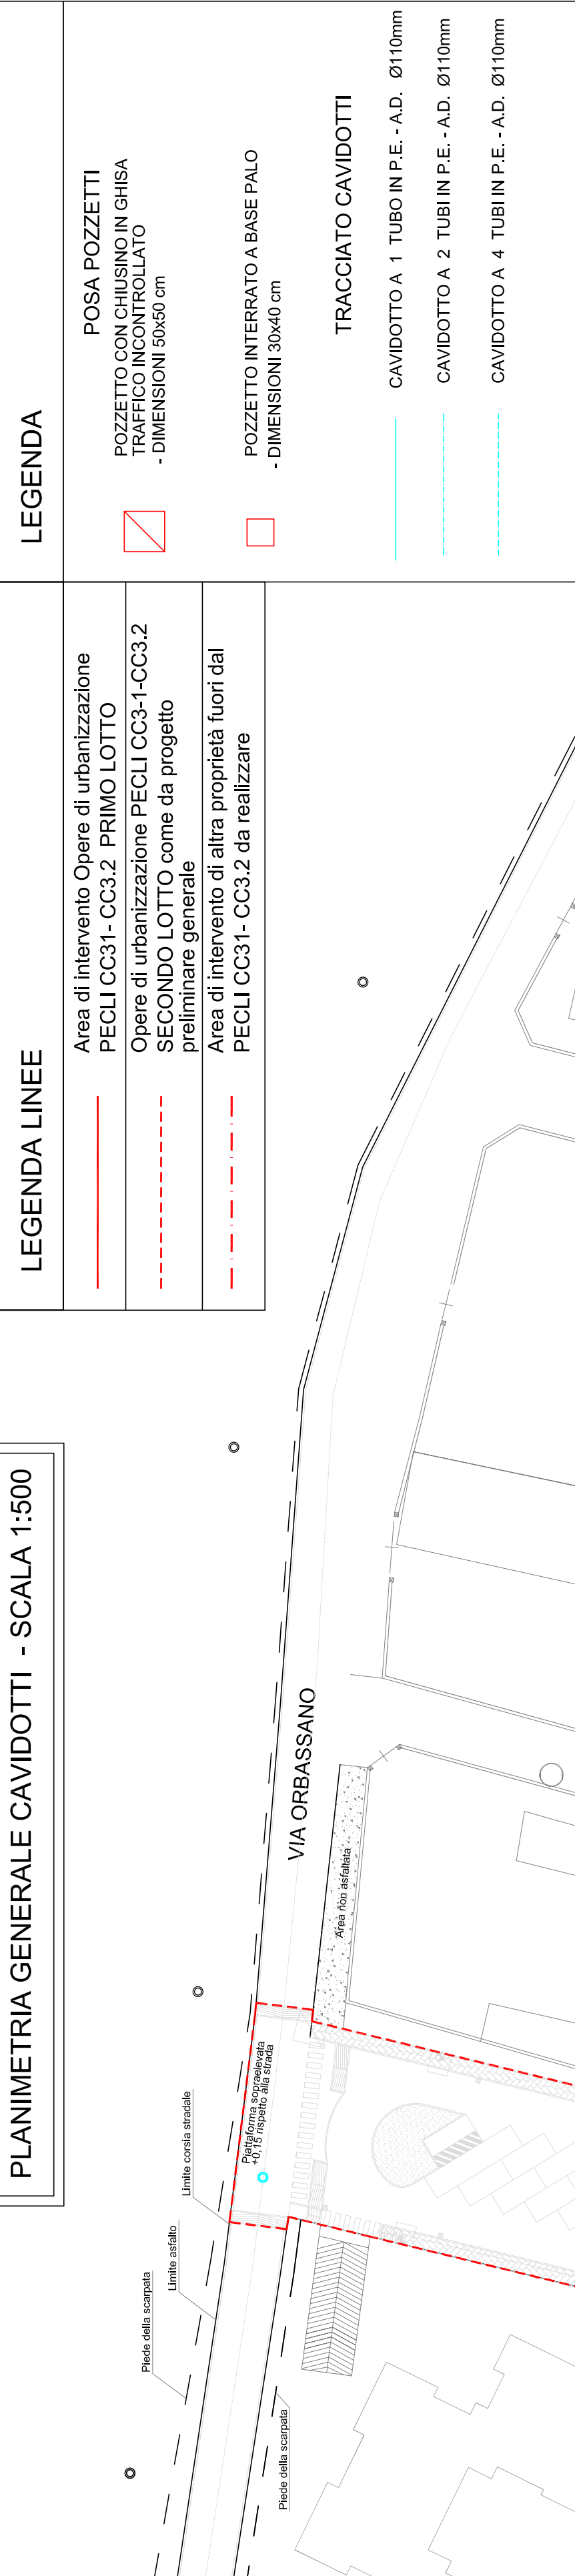 PLANIMETRIA GENERALE CAVIDOTTI - SCALA 1:500
LEGENDA LINEE
Area di intervento Opere di urbanizzazione
PECLI CC31- CC3.2 PRIMO LOTTO
Opere di urbanizzazione PECLI CC3-1-CC3.2
SECONDO LOTTO come da progetto
preliminare generale
Area di intervento di altra proprietà fuori dal
PECLI CC31- CC3.2 da realizzare
LEGENDA
POSA POZZETTI
POZZETTO CON CHIUSINO IN GHISA
TRAFFICO INCONTROLLATO
- DIMENSIONI 50x50 cm
POZZETTO INTERRATO A BASE PALO
- DIMENSIONI 30x40 cm
TRACCIATO CAVIDOTTI
CAVIDOTTO A 1 TUBO IN P.E. - A.D. Ø110mm
CAVIDOTTO A 2 TUBI IN P.E. - A.D. Ø110mm
CAVIDOTTO A 4 TUBI IN P.E. - A.D. Ø110mm
Piede della scarpata
Limite asfalto
Limite corsia stradale
Piattaforma sopraelevata
+0,15 rispetto alla strada
VIA ORBASSANO
Area non asfaltata
Piede della scarpata